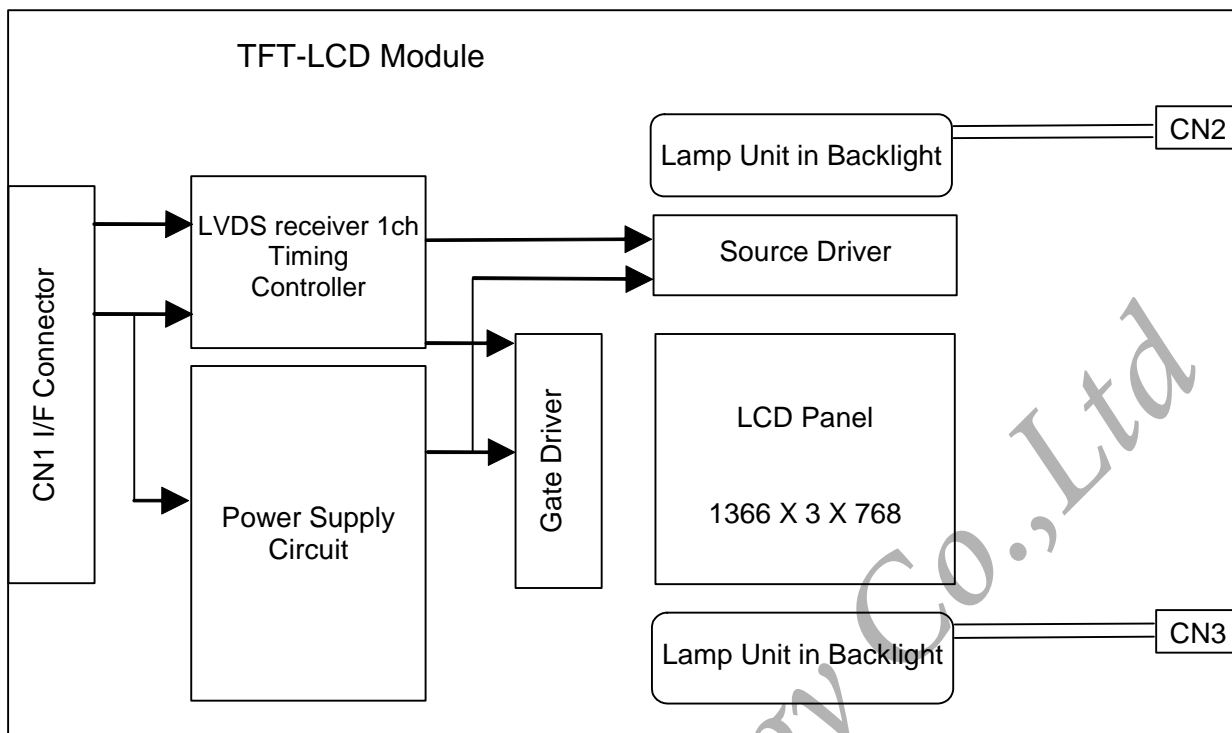 TFT-LCD Module
CN2
Lamp Unit in Backlight
LVDS receiver 1ch
Timing
Controller
Source Driver
CN1 I/F Connector
Gate Driver
LCD Panel
1366 X 3 X 768
Power Supply
Circuit
CN3
Lamp Unit in Backlight
Co.,Ltd